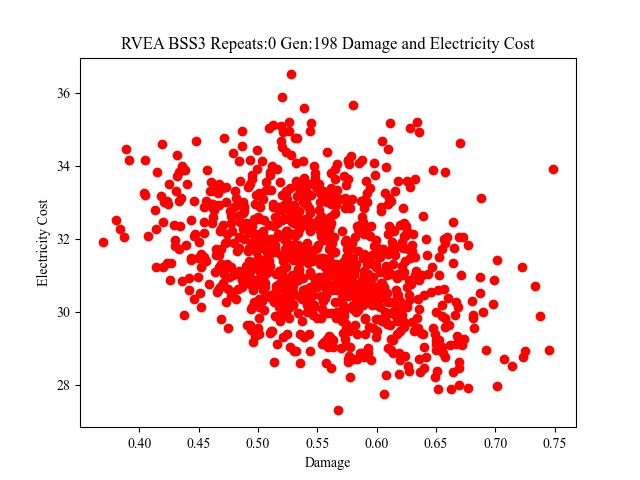 RVEA BSS3 Repeats:0 Gen:198 Damage and Electricity Cost
36
34
32
30
28
Electricity Cost
0.40 0.45 0.50 0.55 0.60 0.65 0.70 0.75
Damage